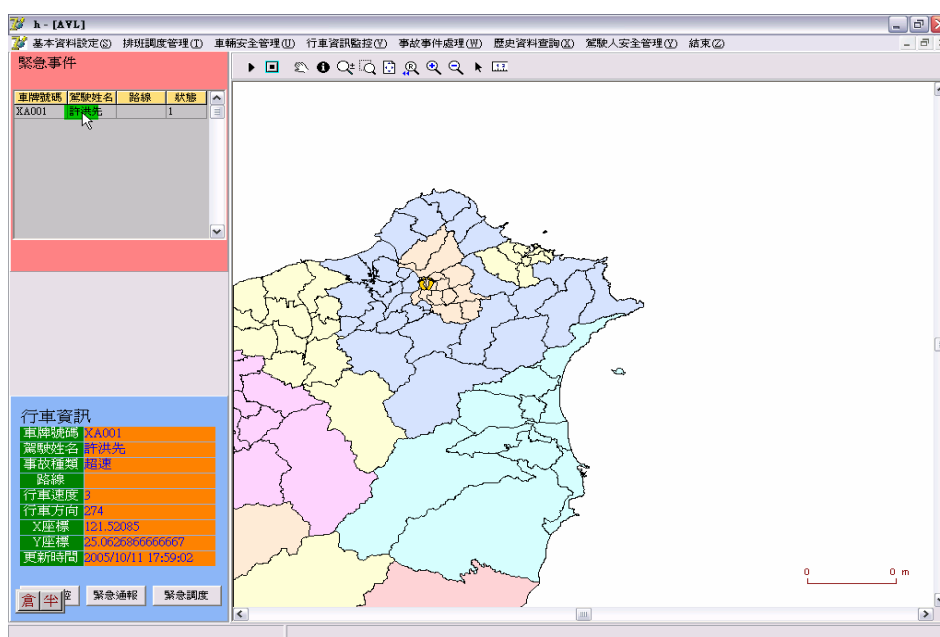 h - [AVL]
基本資料設定(S) 排班調度管理(T) 車輛安全管理(U) 行車資訊監控(V) 事故事件處理(W) 歷史資料查詢(X) 駕駛人安全管理(Y) 結束(Z)
緊急事件
車牌號碼 駕駛姓名 路線 狀態
XA001 許洪先 1
行車資訊
車牌號碼 XA001
駕駛姓名 許洪先
事故種類 超速
路線
行車速度 3
行車方向 274
X座標 121.52085
Y座標 25.0626866666667
更新時間 2005/10/11 17:59:02
緊急通報 緊急調度
倉 半
0 0 m